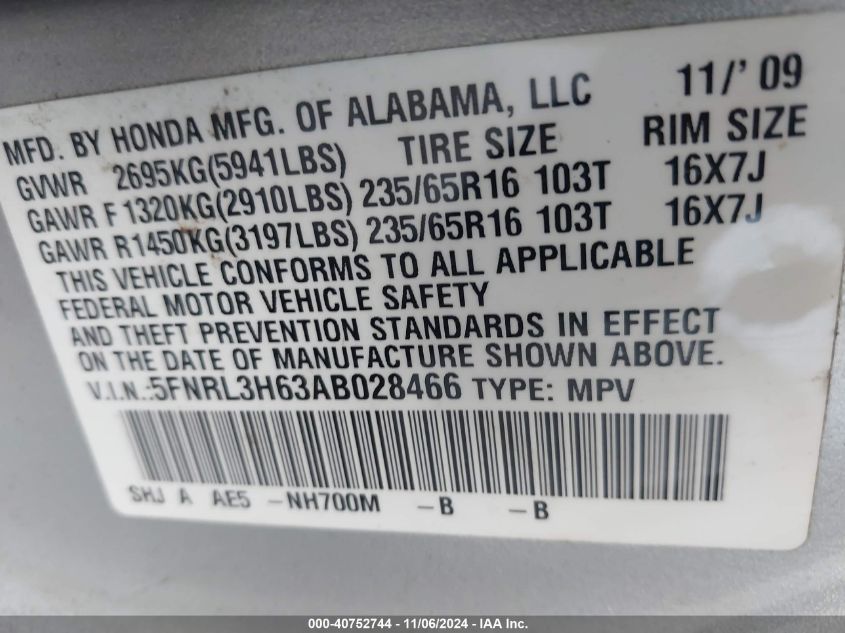 MFD. BY HONDA MFG. OF ALABAMA, LLC 11/' 09
GVWR 2695KG(5941LBS) TIRE SIZE RIM SIZE
GAWR F 1320KG(2910LBS) 235/65R16 103T 16X7J
GAWR R1450KG(3197LBS) 235/65R16 103T 16X7J
THIS VEHICLE CONFORMS TO ALL APPLICABLE
FEDERAL MOTOR VEHICLE SAFETY
AND THEFT PREVENTION STANDARDS IN EFFECT
ON THE DATE OF MANUFACTURE SHOWN ABOVE.
V.I.N.:5FNRL3H63AB028466 TYPE: MPV
SHJ A AE5 -NH700M -B -B
000-40752744 - 11/06/2024 - IAA Inc.